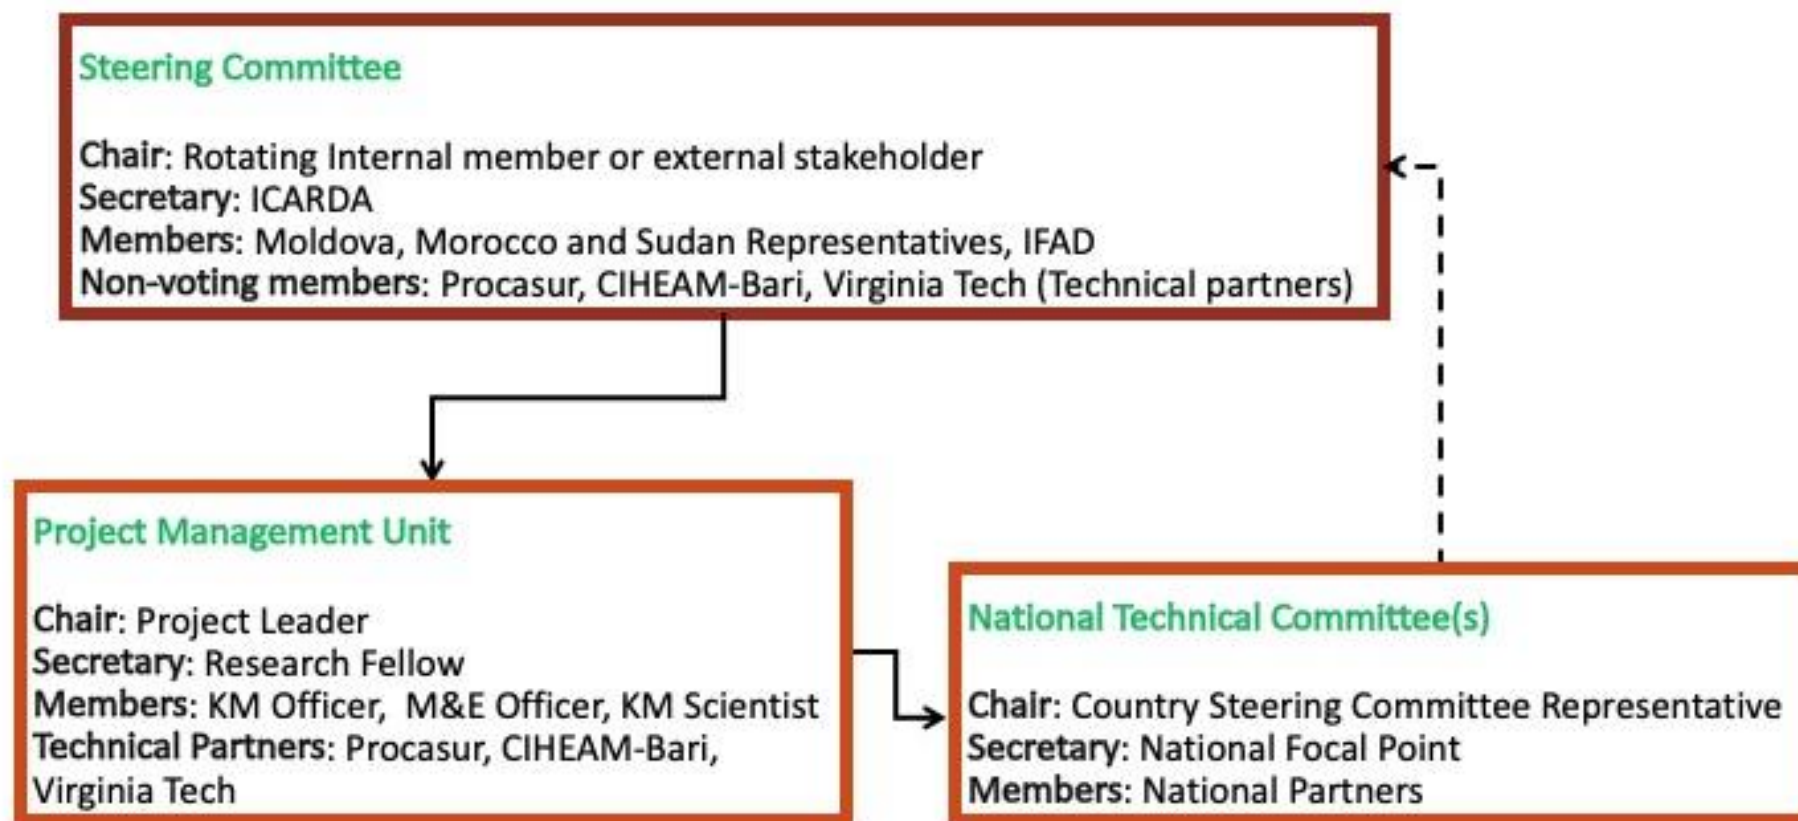 Steering Committee
Chair: Rotating Internal member or external stakeholder
Secretary: ICARDA
Members: Moldova, Morocco and Sudan Representatives, IFAD
Non-voting members: Procasur, CIHEAM-Bari, Virginia Tech (Technical partners)
Project Management Unit
Chair: Project Leader
Secretary: Research Fellow
Members: KM Officer, M&E Officer, KM Scientist
Technical Partners: Procasur, CIHEAM-Bari,
Virginia Tech
National Technical Committee(s)
Chair: Country Steering Committee Representative
Secretary: National Focal Point
Members: National Partners